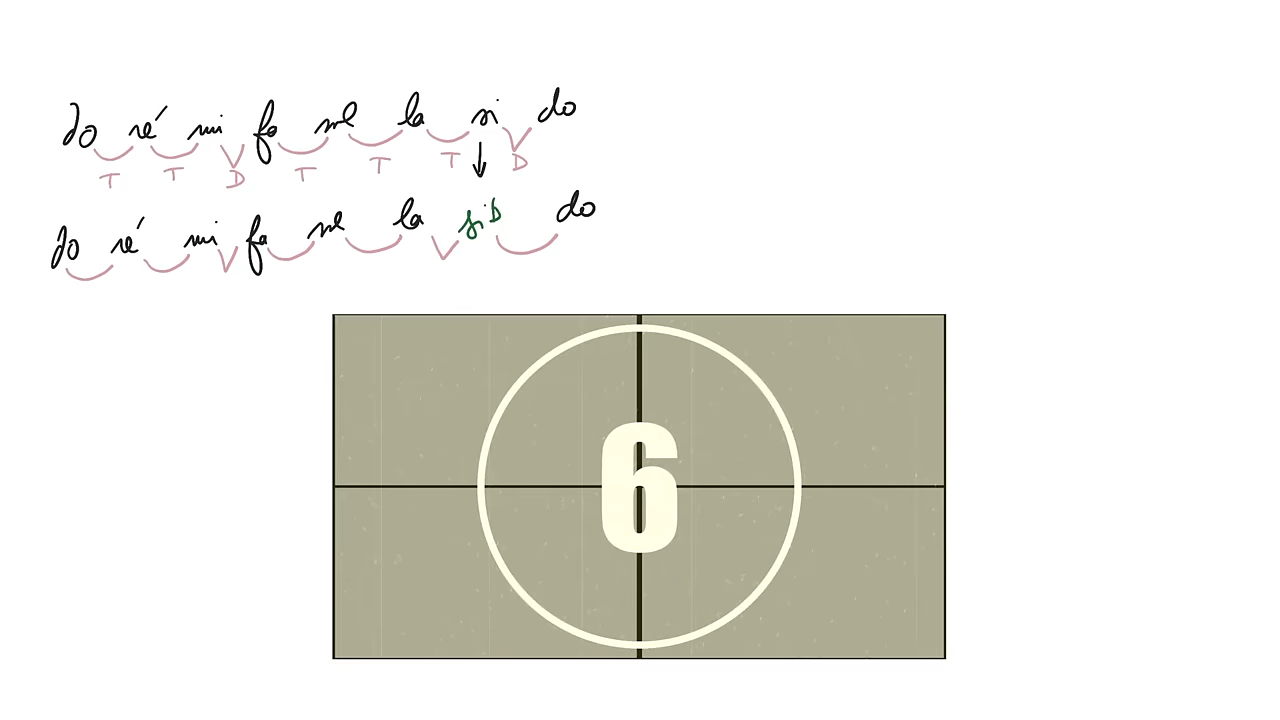 do ré mi fa sol la si do
T T D T T T D
do ré mi fa sol la sib do
6